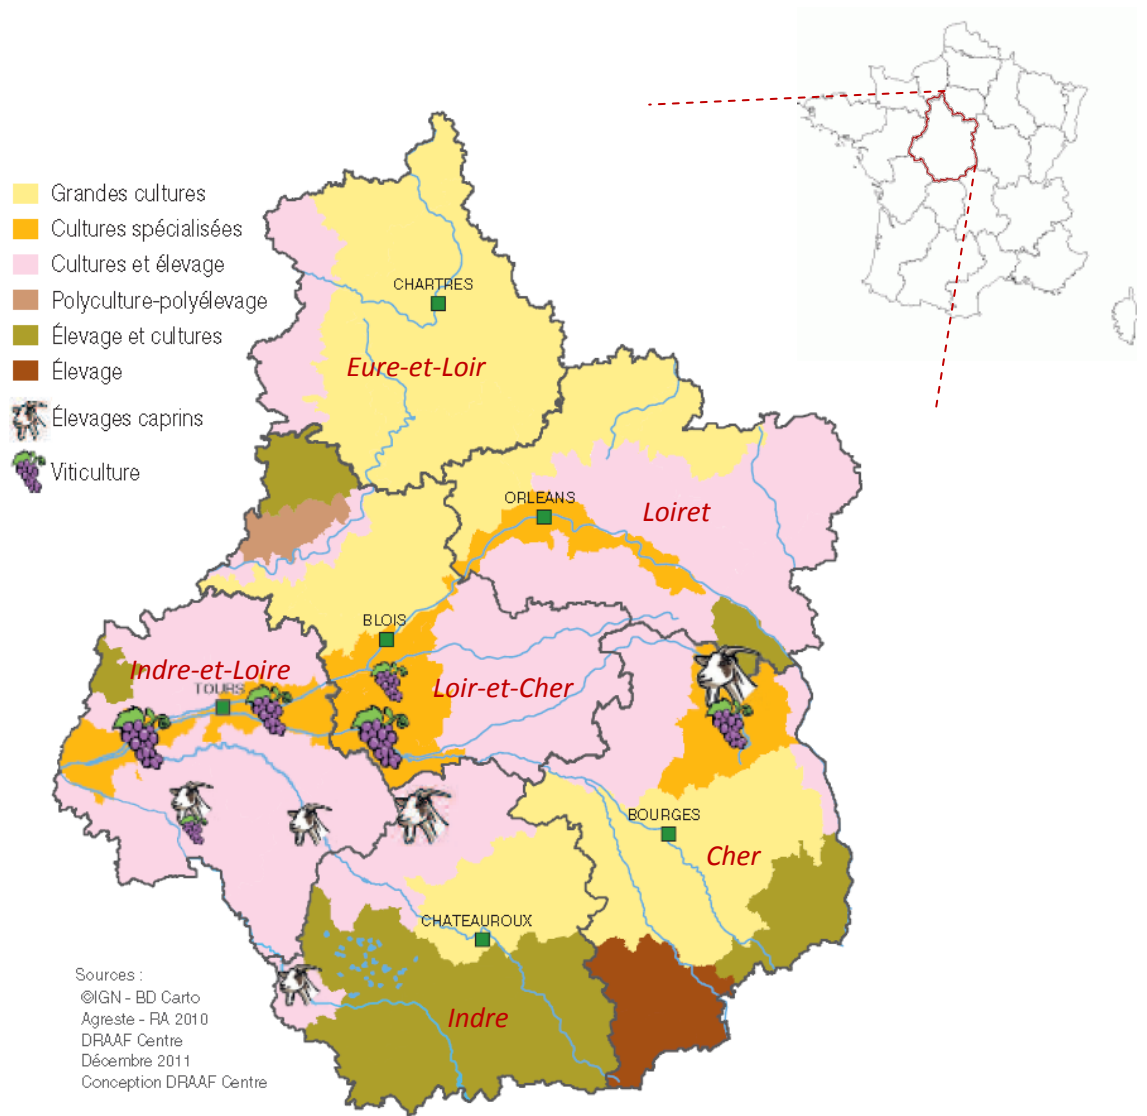 Grandes cultures
Cultures spécialisées
Cultures et élevage
Polyculture-polyélevage
Élevage et cultures
Élevage
Élevages caprins
Viticulture
CHARTRES
Eure-et-Loir
ORLEANS
Loiret
BLOIS
Indre-et-Loire
Loir-et-Cher
TOURS
BOURGES
Cher
CHATEAUROUX
Indre
Sources :
©IGN - BD Carto
Agreste - RA 2010
DRAAF Centre
Décembre 2011
Conception DRAAF Centre